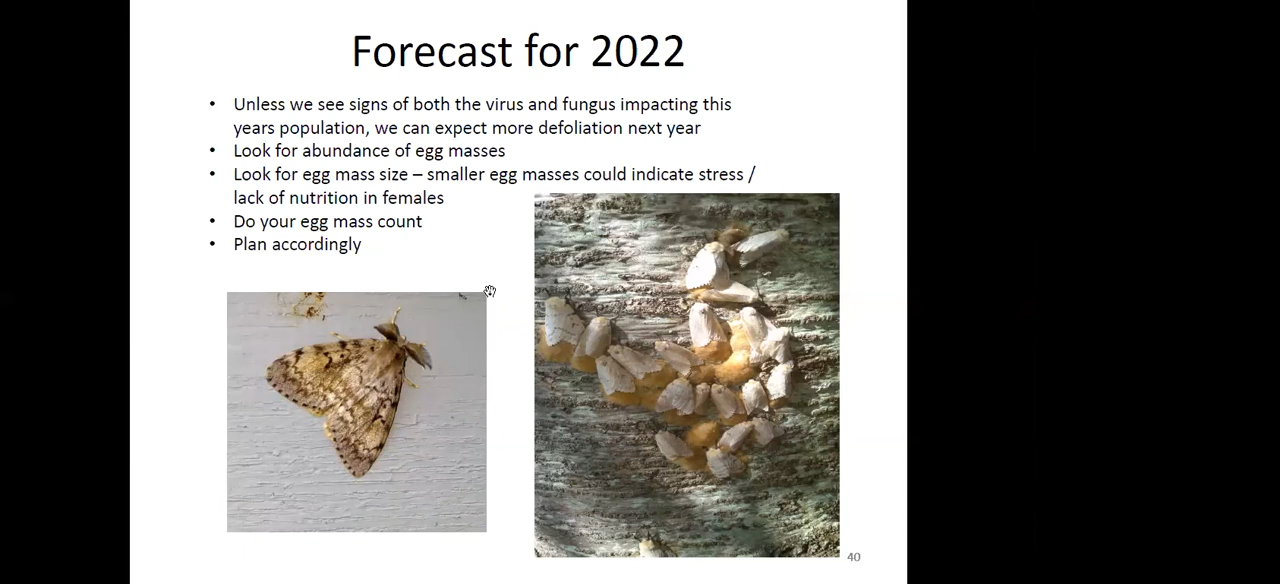 Forecast for 2022
• Unless we see signs of both the virus and fungus impacting this
years population, we can expect more defoliation next year
• Look for abundance of egg masses
• Look for egg mass size – smaller egg masses could indicate stress /
lack of nutrition in females
• Do your egg mass count
• Plan accordingly
40